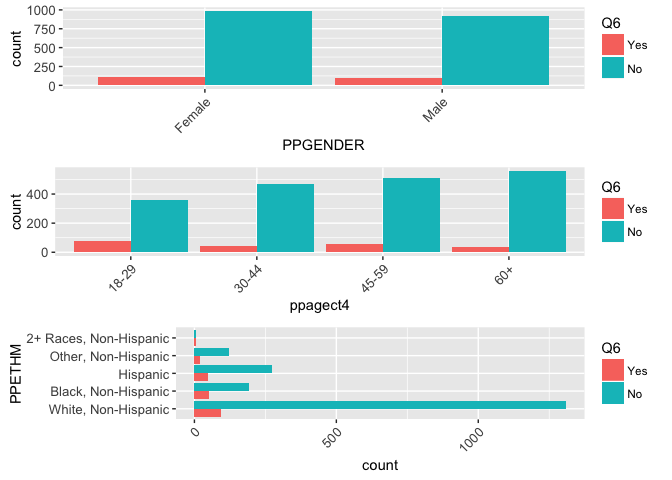 1000
750
500
250
0
count
Female
Male
PPGENDER
Q6
Yes
No
400
200
0
count
18-29
30-44
45-59
60+
ppagect4
Q6
Yes
No
2+ Races, Non-Hispanic
Other, Non-Hispanic
Hispanic
Black, Non-Hispanic
White, Non-Hispanic
PPETHM
0
500
1000
count
Q6
Yes
No